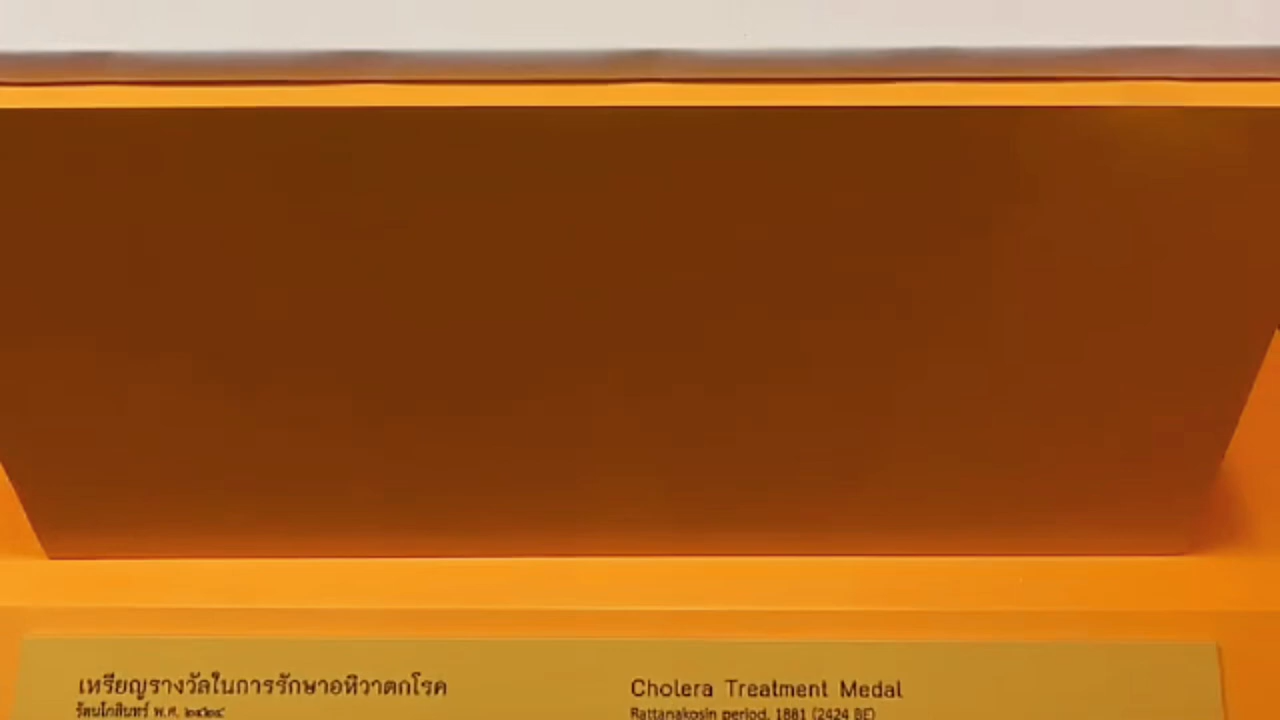 เหรียญรางวัลในการรักษาอหิวาตกโรค
รัตนโกสินทร์ พ.ศ. ๒๔๒๔
Cholera Treatment Medal
Rattanakosin period, 1881 (2424 BE)